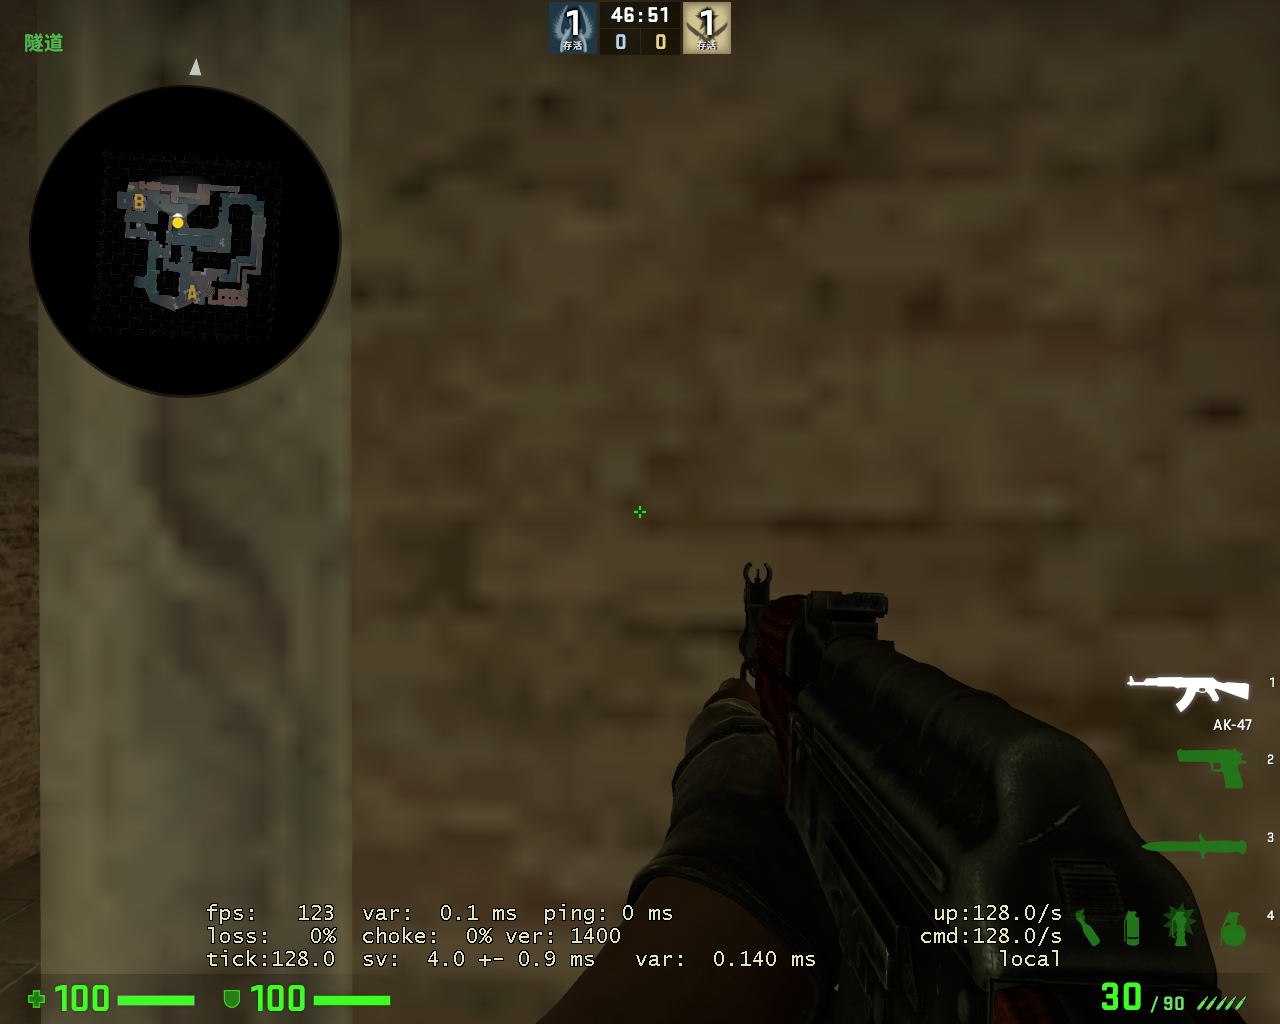 隧道
1
存活
46:51
0 0
1
存活
B
4
A
1
AK-47
2
3
4
fps: 123 var: 0.1 ms ping: 0 ms
loss: 0% choke: 0% ver: 1400
tick:128.0 sv: 4.0 +- 0.9 ms var: 0.140 ms
up:128.0/s
cmd:128.0/s
local
100 100
30 / 90